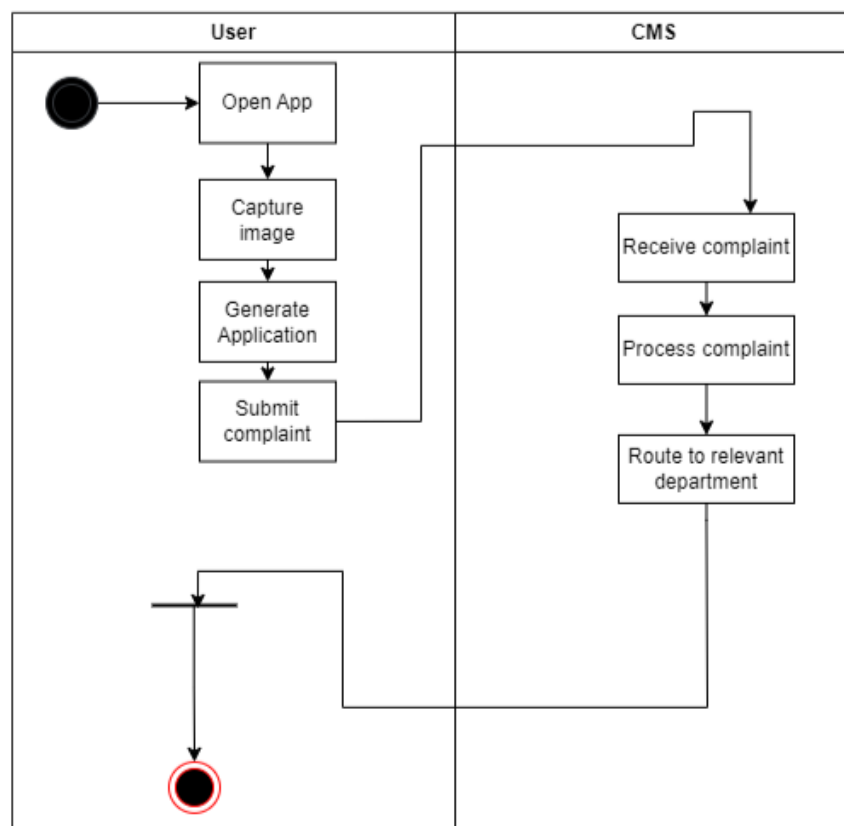 User
CMS
Open App
Capture
image
Generate
Application
Submit
complaint
Receive complaint
Process complaint
Route to relevant
department